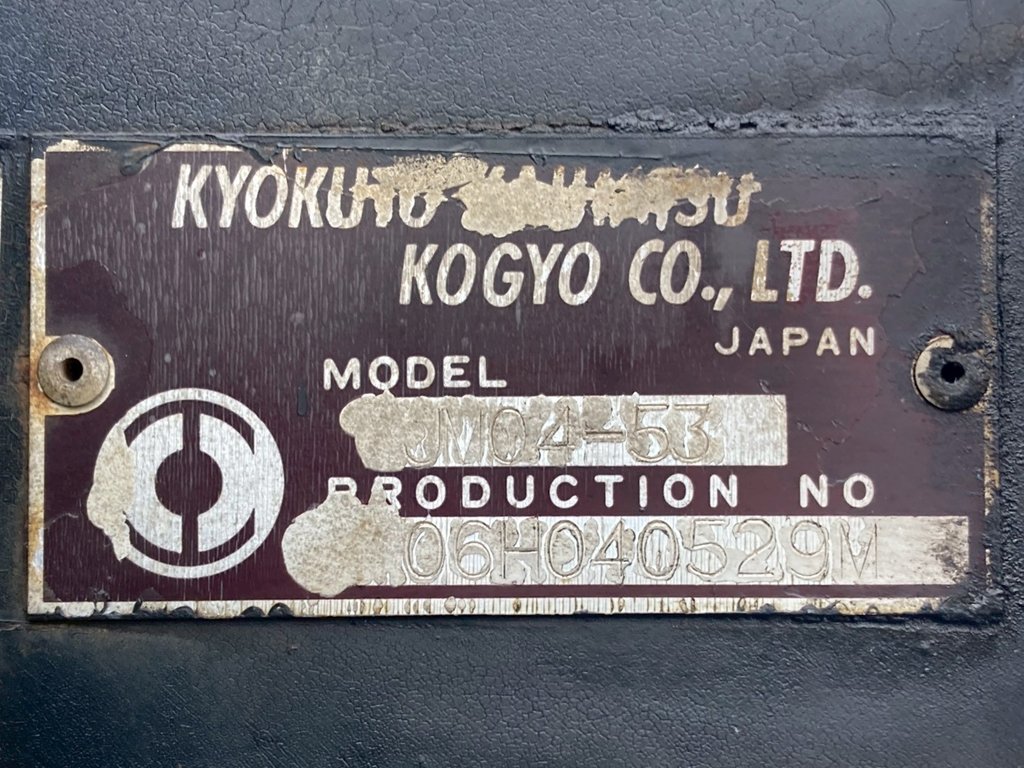 KYOKUTO
KOGYO CO., LTD.
JAPAN
MODEL
JM04-53
PRODUCTION NO
06H040529M